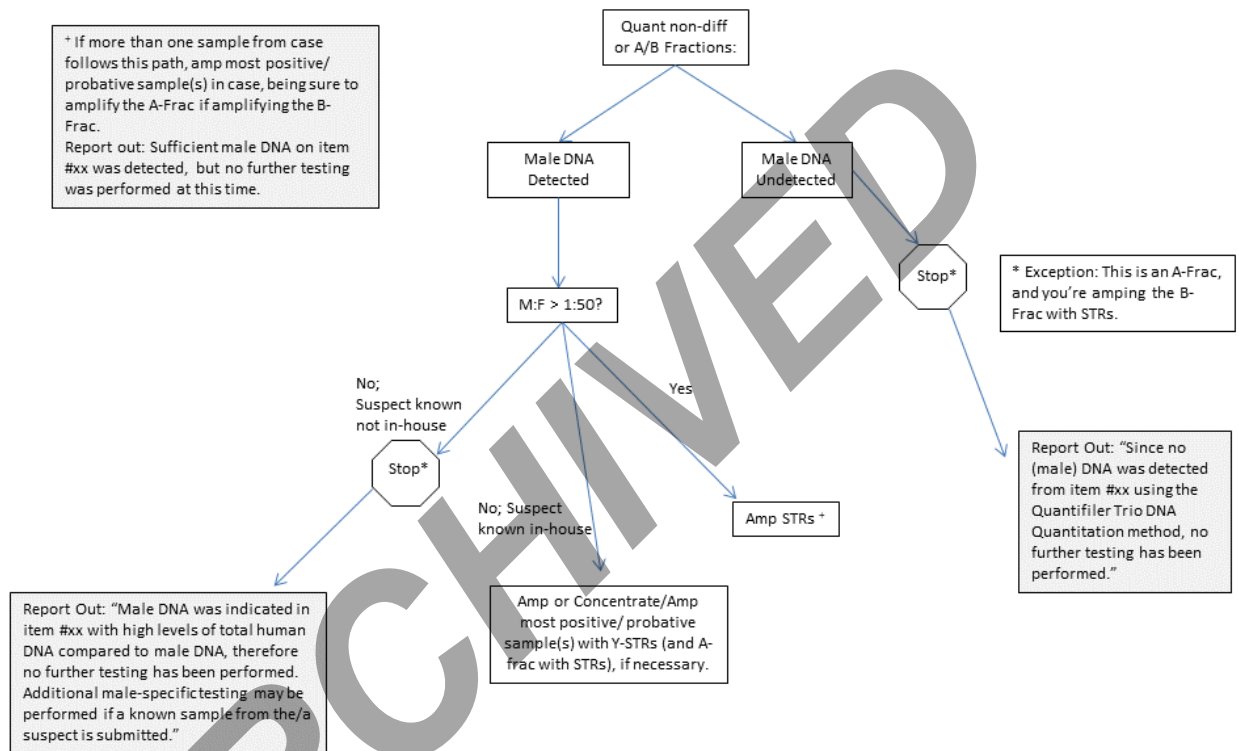 ⁺ If more than one sample from case
follows this path, amp most positive/
probative sample(s) in case, being sure to
amplify the A-Frac if amplifying the B-
Frac.
Report out: Sufficient male DNA on item
#xx was detected, but no further testing
was performed at this time.
Quant non-diff
or A/B Fractions:
Male DNA
Detected
Male DNA
Undetected
Stop*
* Exception: This is an A-Frac,
and you’re amping the B-
Frac with STRs.
M:F > 1:50?
No;
Suspect known
not in-house
Yes
Stop*
No; Suspect
known in-house
Amp STRs ⁺
Report Out: “Since no
(male) DNA was detected
from item #xx using the
Quantifiler Trio DNA
Quantitation method, no
further testing has been
performed.”
Amp or Concentrate/Amp
most positive/ probative
sample(s) with Y-STRs (and A-
frac with STRs), if necessary.
Report Out: “Male DNA was indicated in
item #xx with high levels of total human
DNA compared to male DNA, therefore
no further testing has been performed.
Additional male-specific testing may be
performed if a known sample from the/a
suspect is submitted.”
RCHIVED